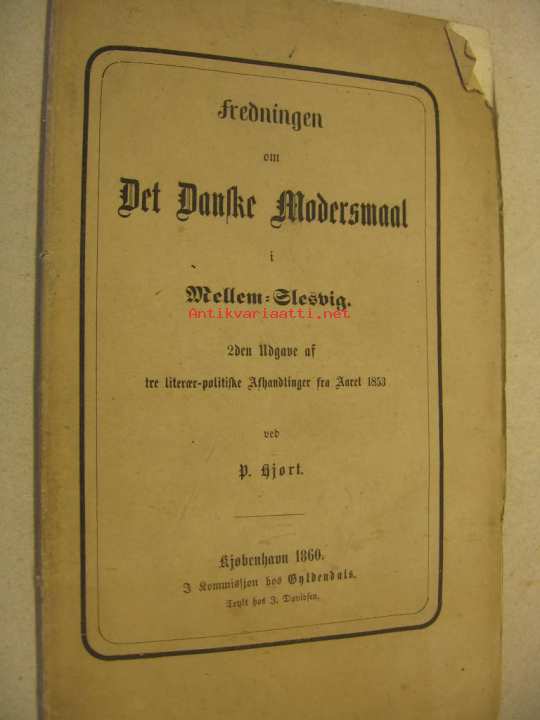 Fredningen
om
Det Danske Modersmaal
i
Mellem-Slesvig.
Antikvariaatti.net
2den Udgave af
tre literær-politiske Afhandlinger fra Aaret 1853
ved
P. Hjort.
Kjøbenhavn 1860.
I Kommissjon hos Gyldendals.
Trykt hos J. Davidsen.